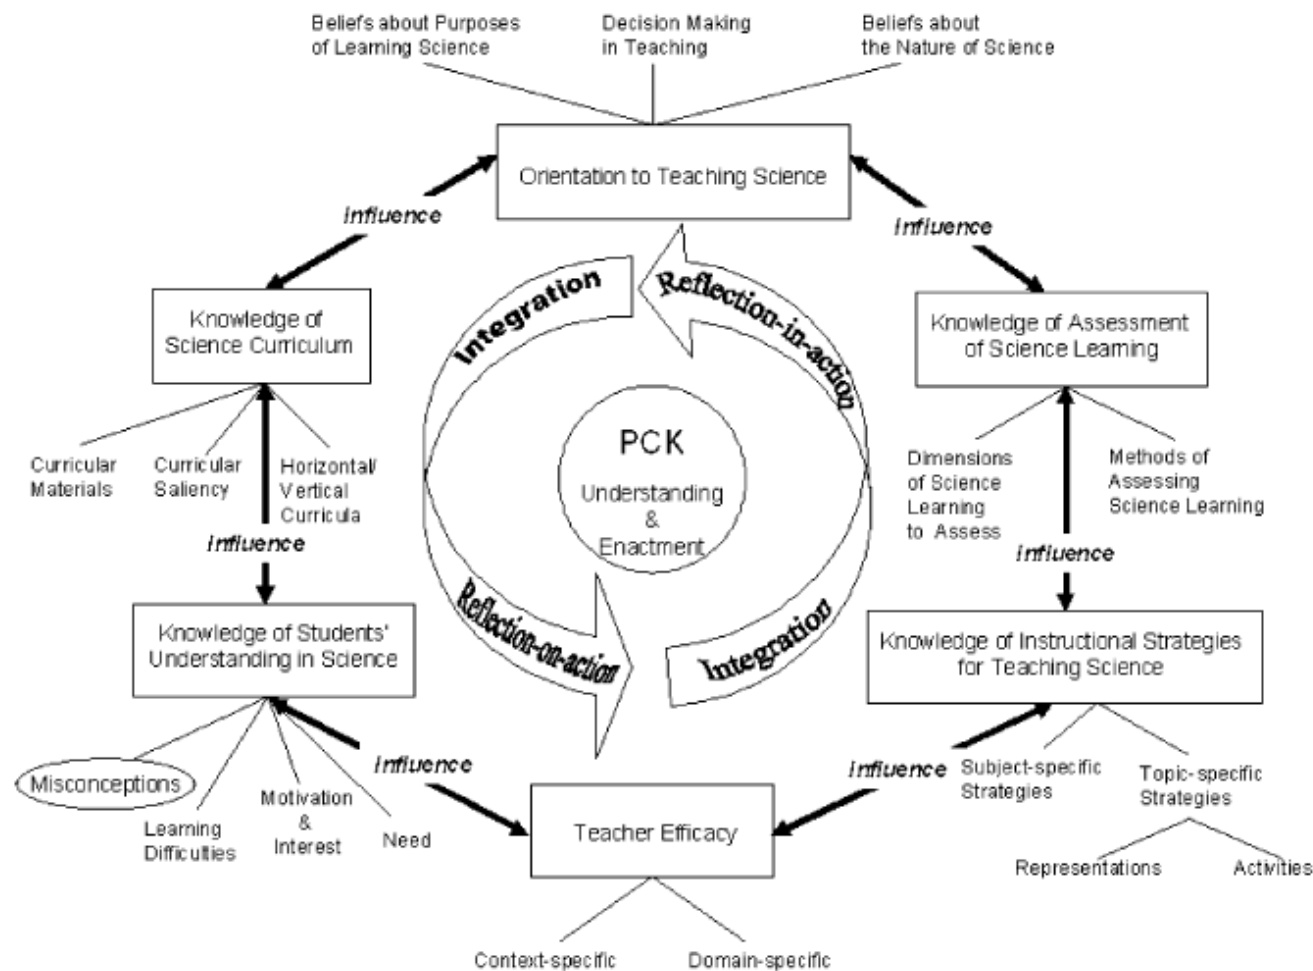 Beliefs about Purposes
of Learning Science
Decision Making
in Teaching
Beliefs about
the Nature of Science
Orientation to Teaching Science
influence
influence
Integration
Reflection-in-action
Knowledge of
Science Curriculum
Knowledge of Assessment
of Science Learning
PCK
Understanding
&
Enactment
Curricular
Materials
Curricular
Saliency
Horizontal/
Vertical
Curricula
Dimensions
of Science
Learning
to Assess
Methods of
Assessing
Science Learning
influence
influence
Reflection-on-action
Integration
Knowledge of Students'
Understanding in Science
Knowledge of Instructional Strategies
for Teaching Science
influence
influence
Misconceptions
Learning
Difficulties
Motivation
&
Interest
Need
Teacher Efficacy
Subject-specific
Strategies
Topic-specific
Strategies
Representations
Activities
Context-specific
Domain-specific